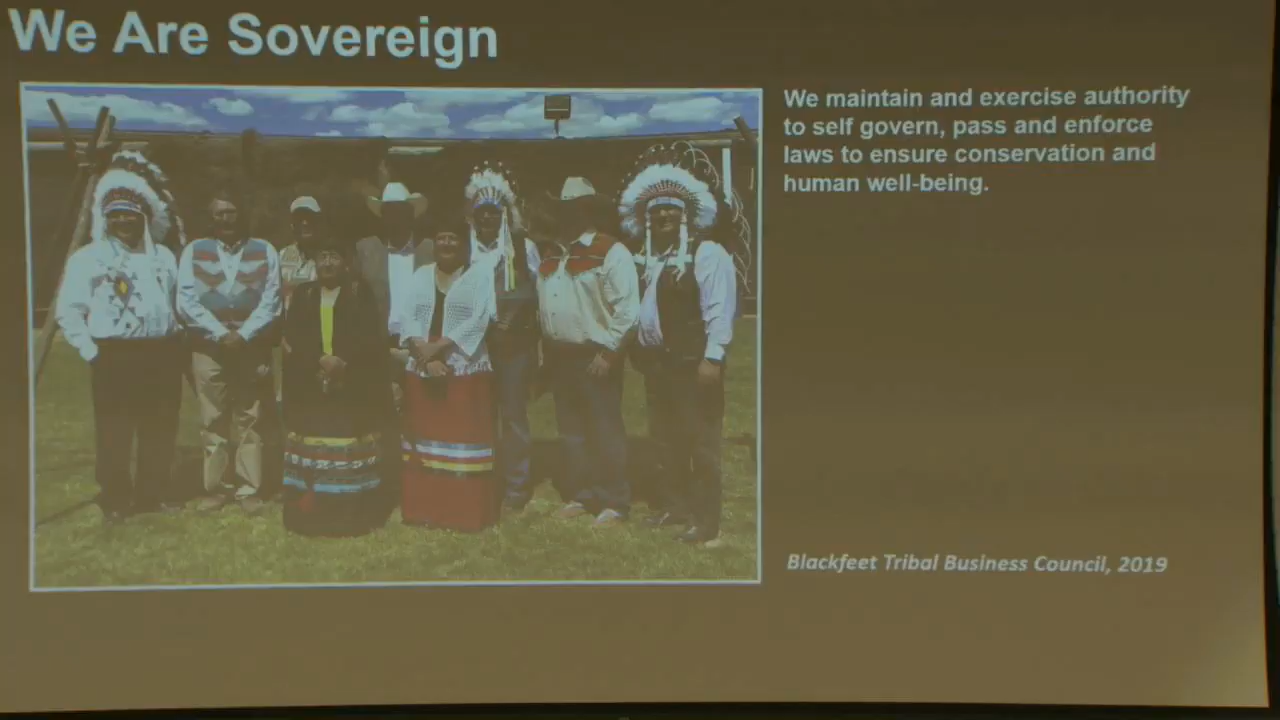 We Are Sovereign
We maintain and exercise authority
to self govern, pass and enforce
laws to ensure conservation and
human well-being.
Blackfeet Tribal Business Council, 2019